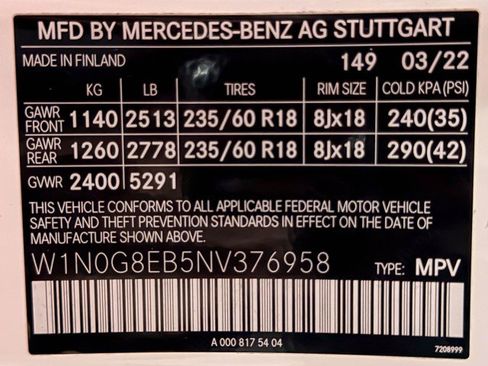 MFD BY MERCEDES-BENZ AG STUTTGART
MADE IN FINLAND 149 03/22
KG LB TIRES RIM SIZE COLD KPA (PSI)
GAWR FRONT 1140 2513 235/60 R18 8Jx18 240(35)
GAWR REAR 1260 2778 235/60 R18 8Jx18 290(42)
GVWR 2400 5291
THIS VEHICLE CONFORMS TO ALL APPLICABLE FEDERAL MOTOR VEHICLE
SAFETY AND THEFT PREVENTION STANDARDS IN EFFECT ON THE DATE OF
MANUFACTURE SHOWN ABOVE.
W1N0G8EB5NV376958 TYPE: MPV
A 000 817 54 04
7208999